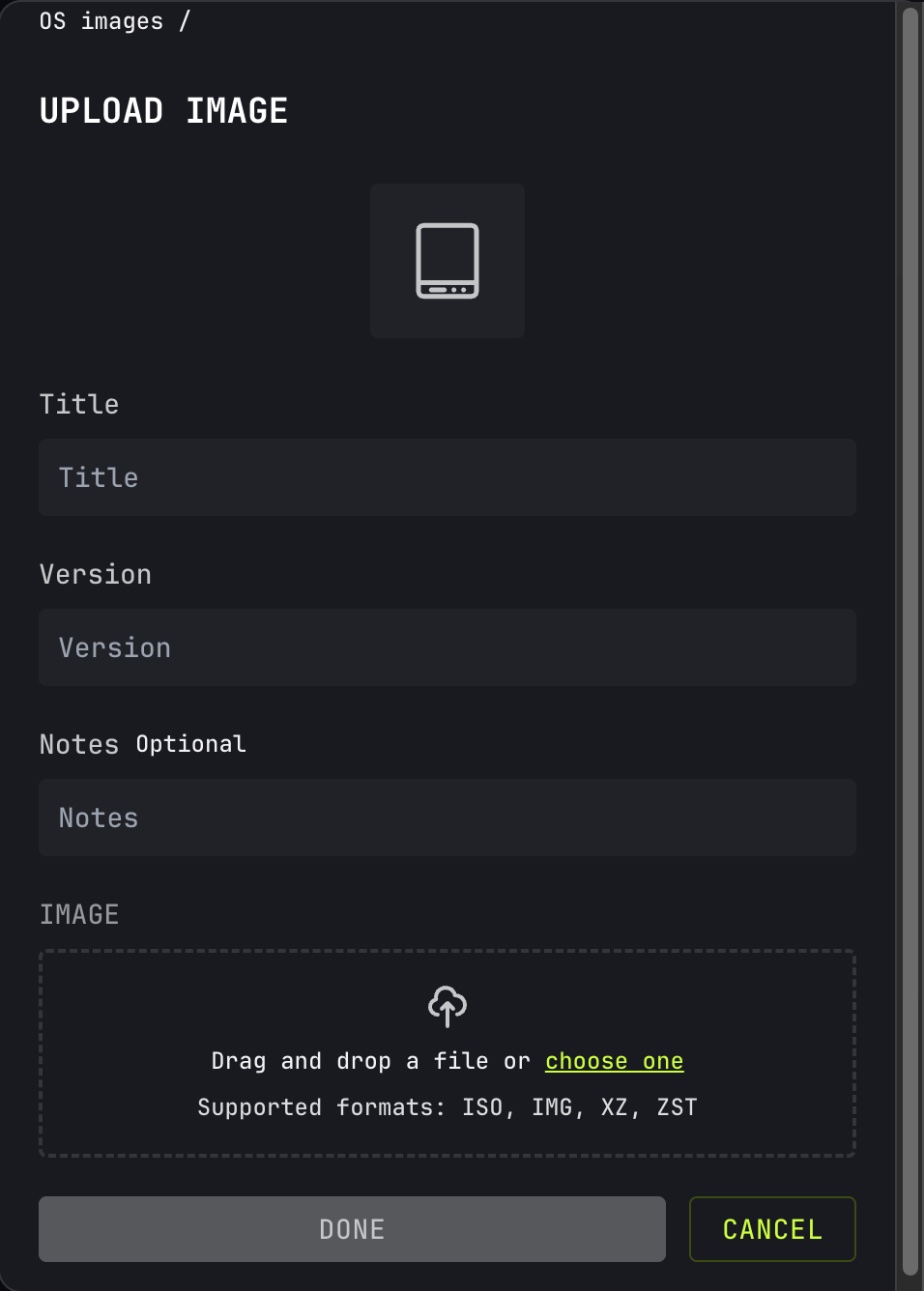 OS images /
UPLOAD IMAGE
Title
Title
Version
Version
Notes Optional
Notes
IMAGE
Drag and drop a file or choose one
Supported formats: ISO, IMG, XZ, ZST
DONE
CANCEL